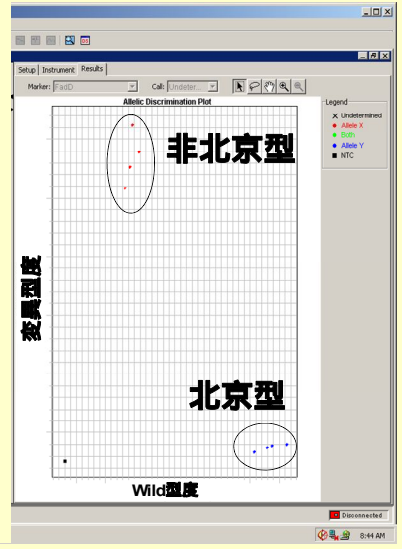 Setup Instrument Results
Marker: FadD Call: Undeter...
Allelic Discrimination Plot
Legend
Undetermined
Allele X
Both
Allele Y
NTC
非北京型
変異型度
北京型
Wild型度
Disconnected
8:44 AM